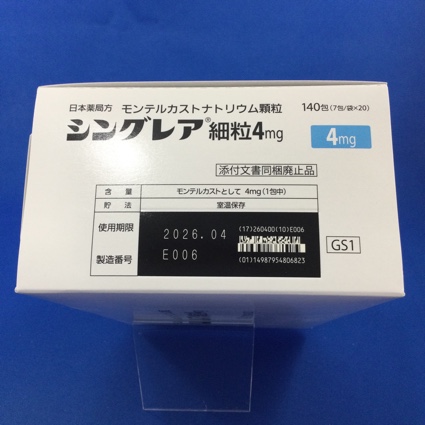 日本薬局方 モンテルカストナトリウム顆粒 140包(7包/袋×20)
シングレア®細粒4mg 4mg
添付文書同梱廃止品
含量 モンテルカストとして 4mg(1包中)
貯法 室温保存
使用期限 2026.04 (17)260400(10)E006
製造番号 E006 (01)14987954806823
GS1